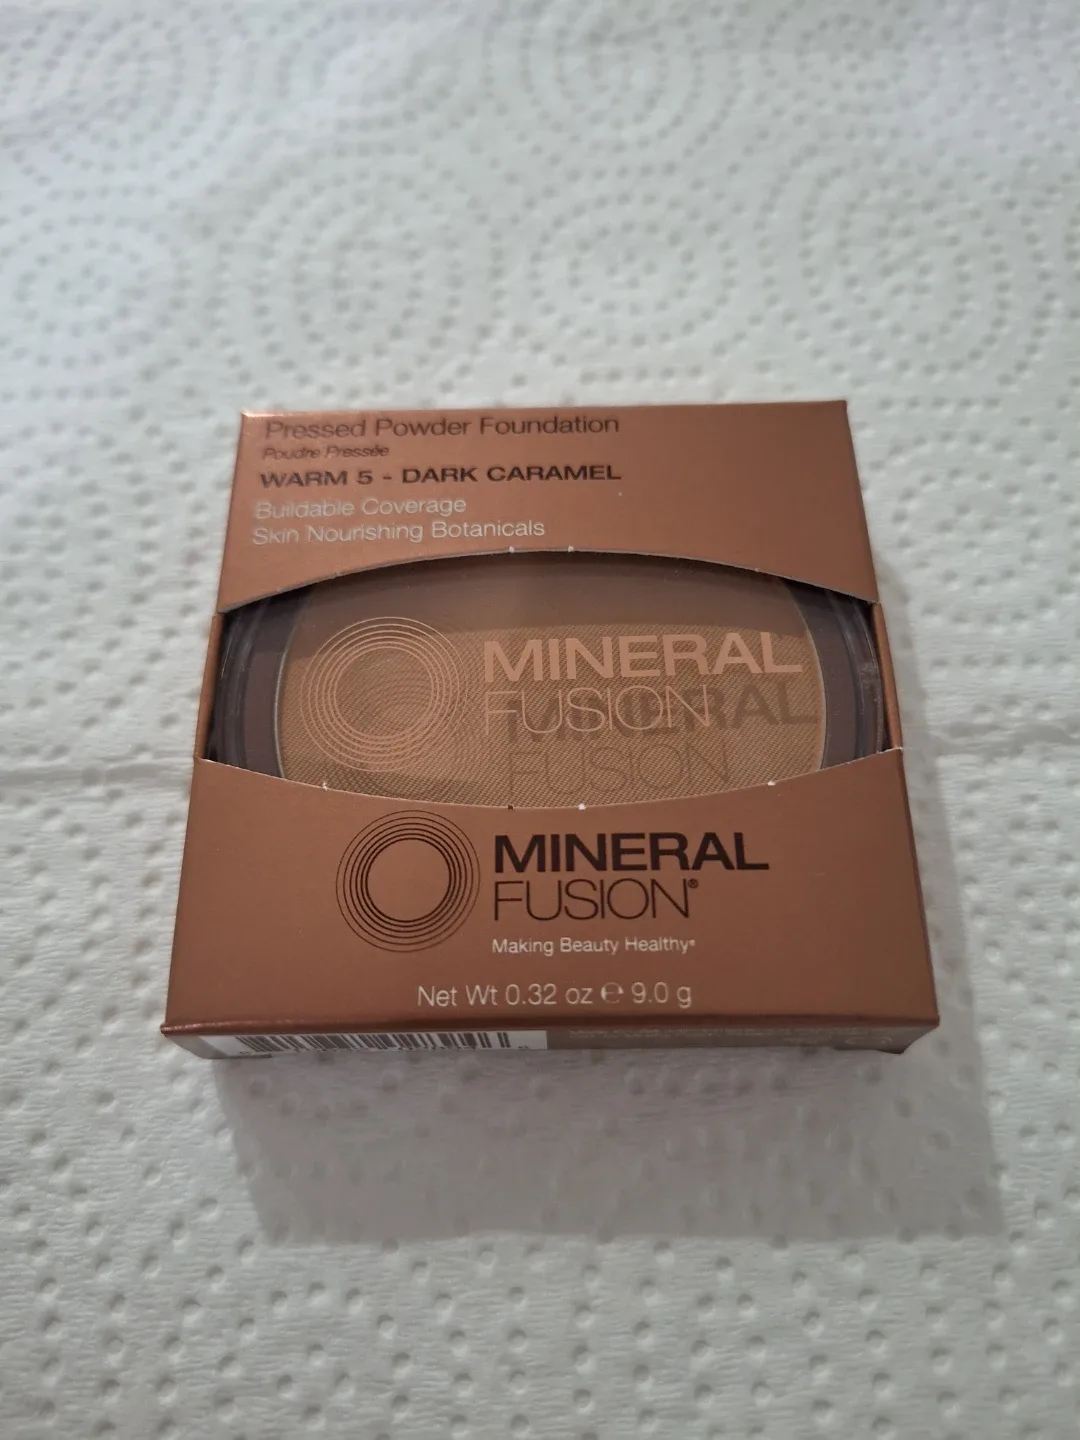 Pressed Powder Foundation
Poudre Pressée
WARM 5 - DARK CARAMEL
Buildable Coverage
Skin Nourishing Botanicals
MINERAL
FUSION
MINERAL
FUSION®
Making Beauty Healthy®
Net Wt 0.32 oz ℮ 9.0 g